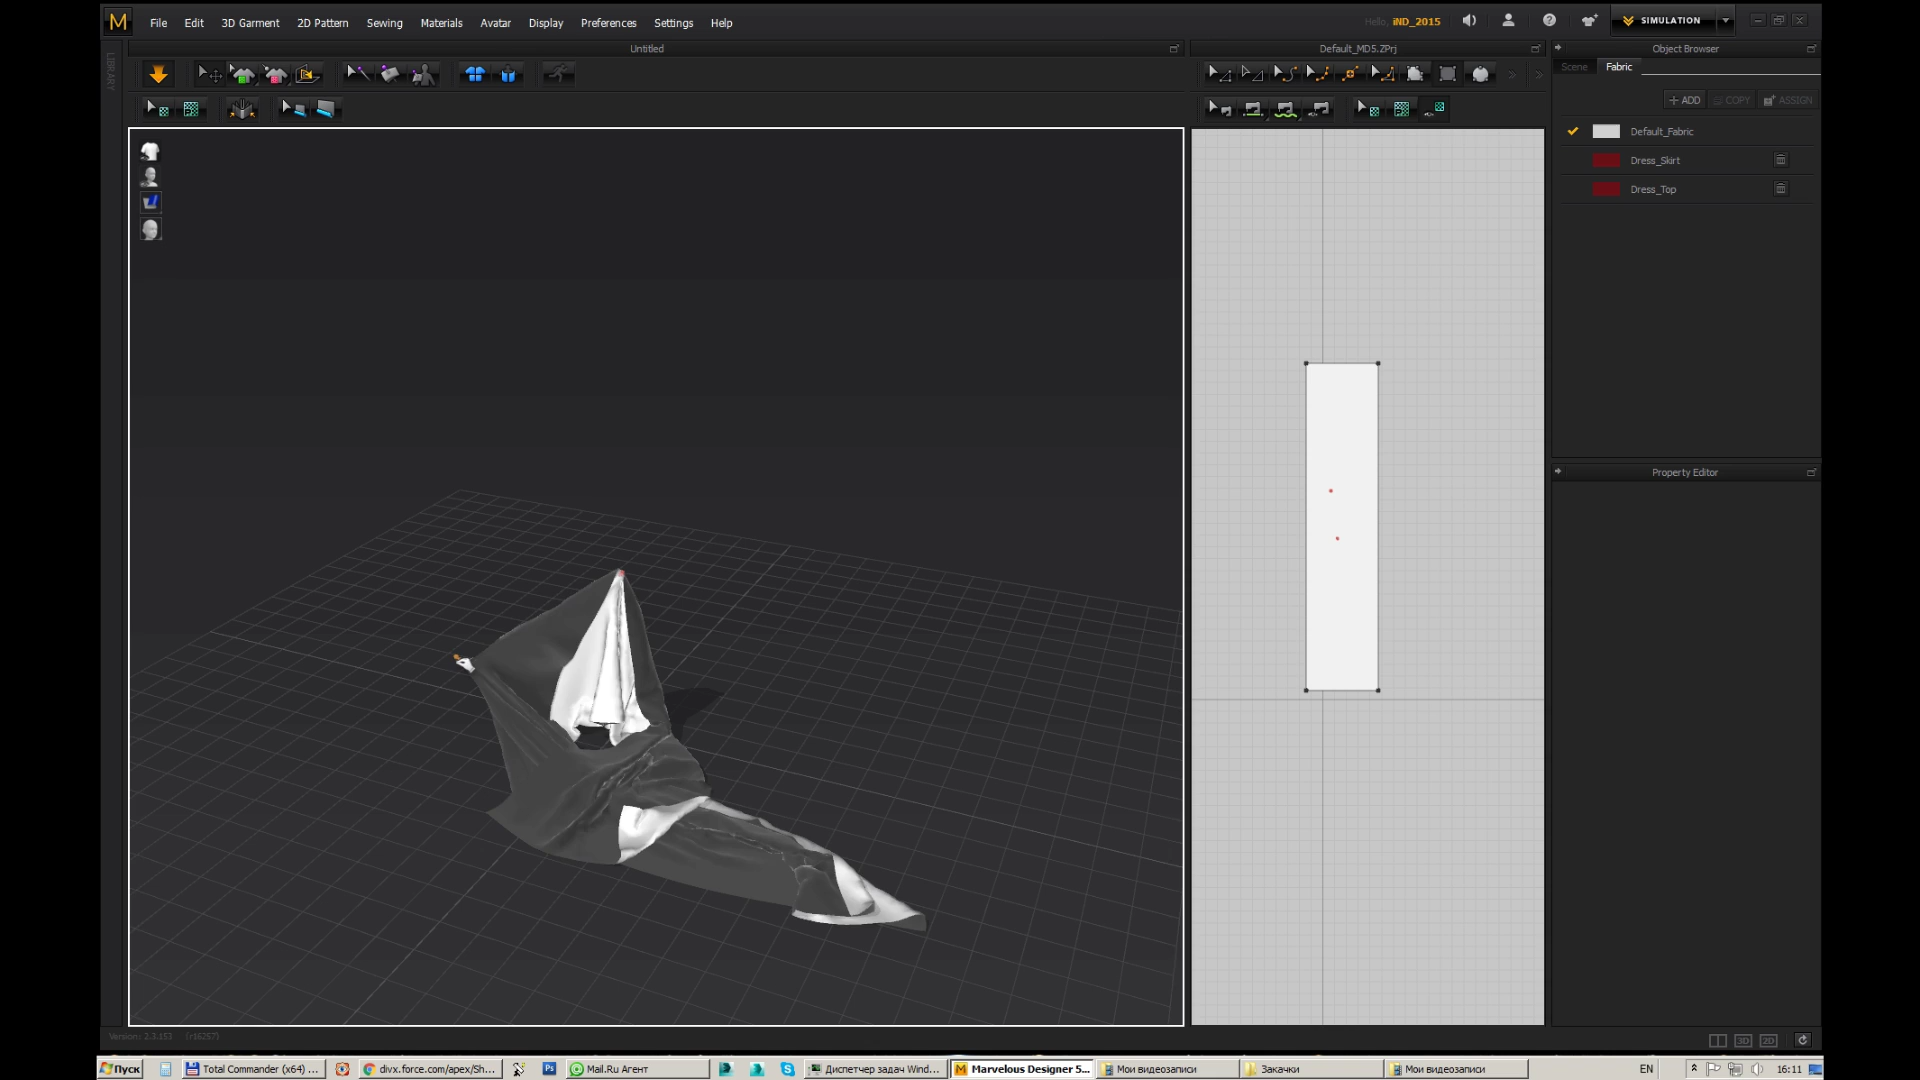 M File Edit 3D Garment 2D Pattern Sewing Materials Avatar Display Preferences Settings Help
Hello, iND_2015 ? SIMULATION
LIBRARY
Untitled
Default_MD5.ZPrj
Object Browser
Scene Fabric
+ ADD COPY ASSIGN
Default_Fabric
Dress_Skirt
Dress_Top
Property Editor
Version: 2.3.153 (r16257)
3D 2D
Пуск
Total Commander (x64) ...
divx.force.com/apex/Sh...
Ps
Mail.Ru Агент
Диспетчер задач Wind...
M Marvelous Designer 5...
Мои видеозаписи
Закачки
Мои видеозаписи
EN
16:11